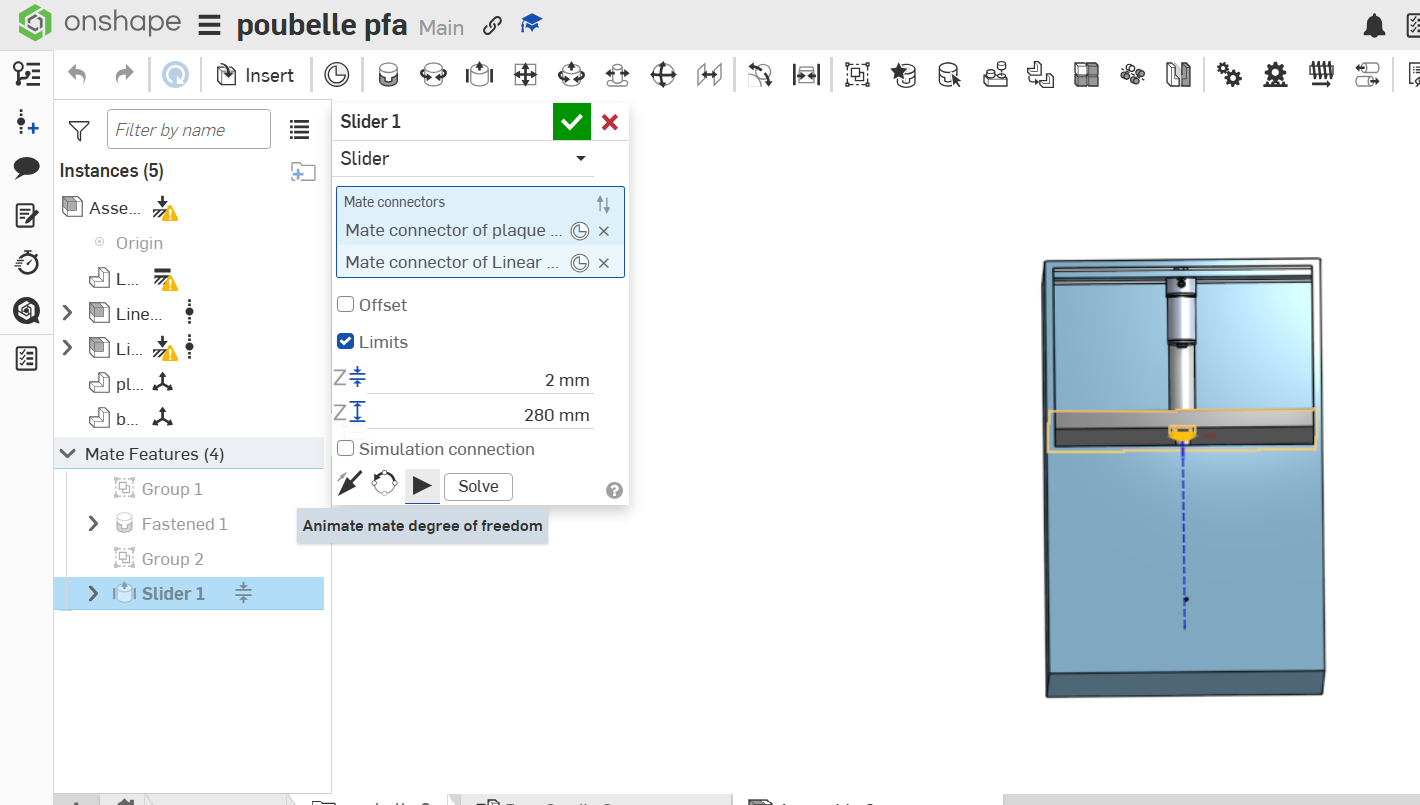 onshape poubelle pfa Main
Insert
Filter by name
Instances (5)
Asse...
Origin
L...
Line...
Li...
pl...
b...
Mate Features (4)
Group 1
Fastened 1
Group 2
Slider 1
Slider 1
Slider
Mate connectors
Mate connector of plaque ...
Mate connector of Linear ...
Offset
Limits
Z 2 mm
Z 280 mm
Simulation connection
Solve
Animate mate degree of freedom